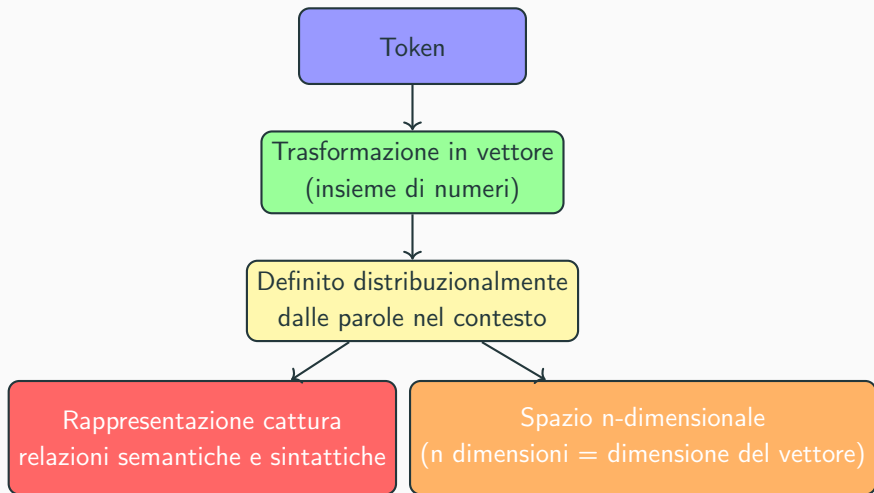 Token
Trasformazione in vettore
(insieme di numeri)
Definito distribuzionalmente
dalle parole nel contesto
Rappresentazione cattura
relazioni semantiche e sintattiche
Spazio n-dimensionale
(n dimensioni = dimensione del vettore)